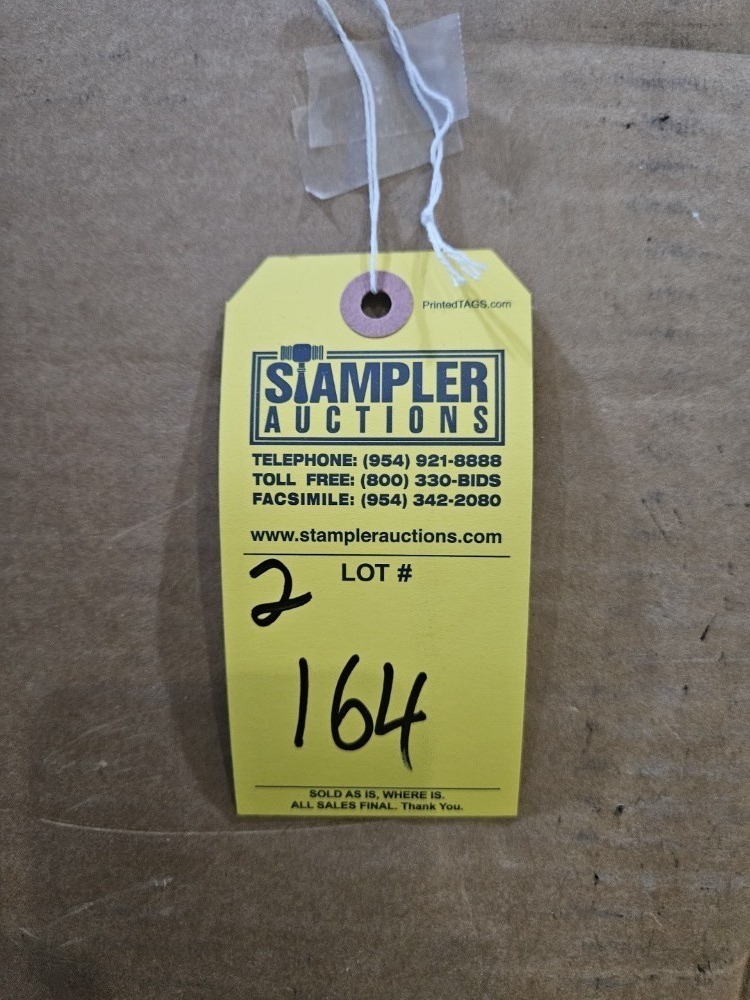 PrintedTAGS.com
STAMPLER
AUCTIONS
TELEPHONE: (954) 921-8888
TOLL FREE: (800) 330-BIDS
FACSIMILE: (954) 342-2080
www.stamplerauctions.com
LOT #
2
164
SOLD AS IS, WHERE IS.
ALL SALES FINAL. Thank You.